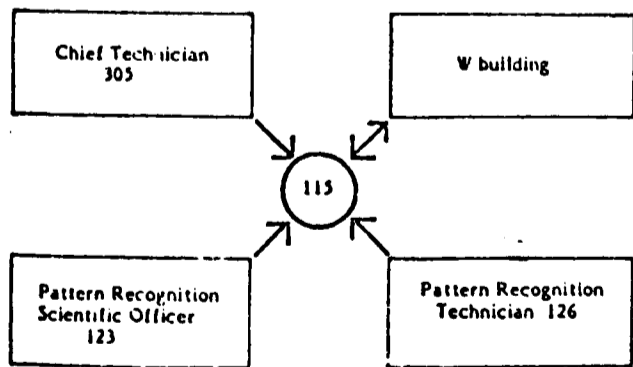 Chief Technician
305
W building
115
Pattern Recognition
Scientific Officer
123
Pattern Recognition
Technician 126